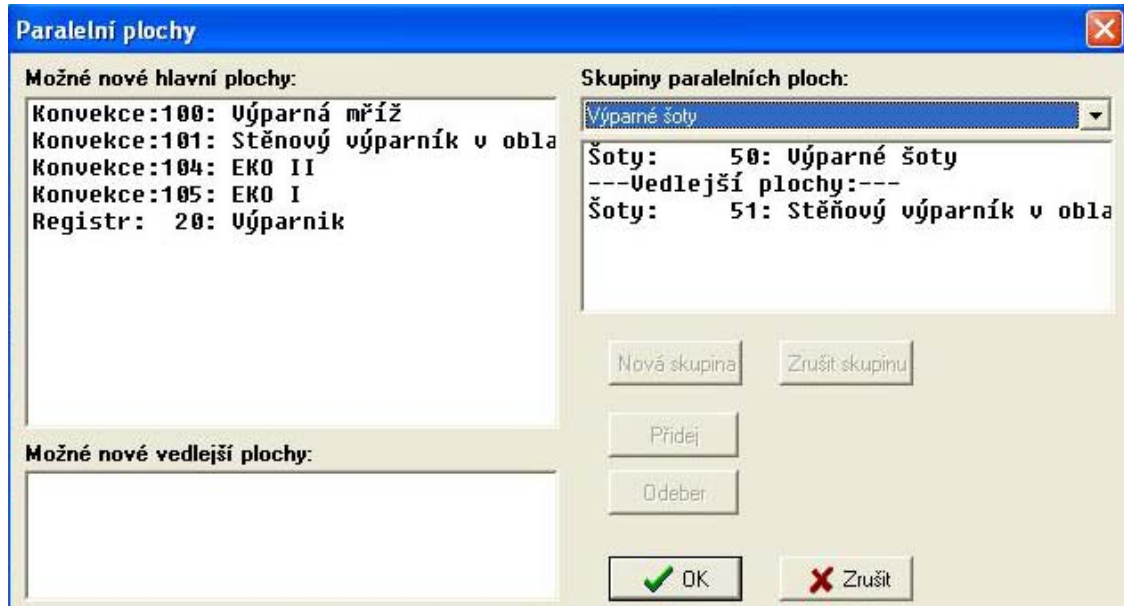 Paralelní plochy
Možné nové hlavní plochy:
Konvekce:100: Výparná mříž
Konvekce:101: Stěnový výparník v obla
Konvekce:104: EKO II
Konvekce:105: EKO I
Registr: 20: Výparnik
Možné nové vedlejší plochy:
Skupiny paralelních ploch:
Výparné šoty
Šoty: 50: Výparné šoty
---Vedlejší plochy:---
Šoty: 51: Stěňový výparník v obla
Nová skupina
Zrušit skupinu
Přidej
Odeber
OK
Zrušit